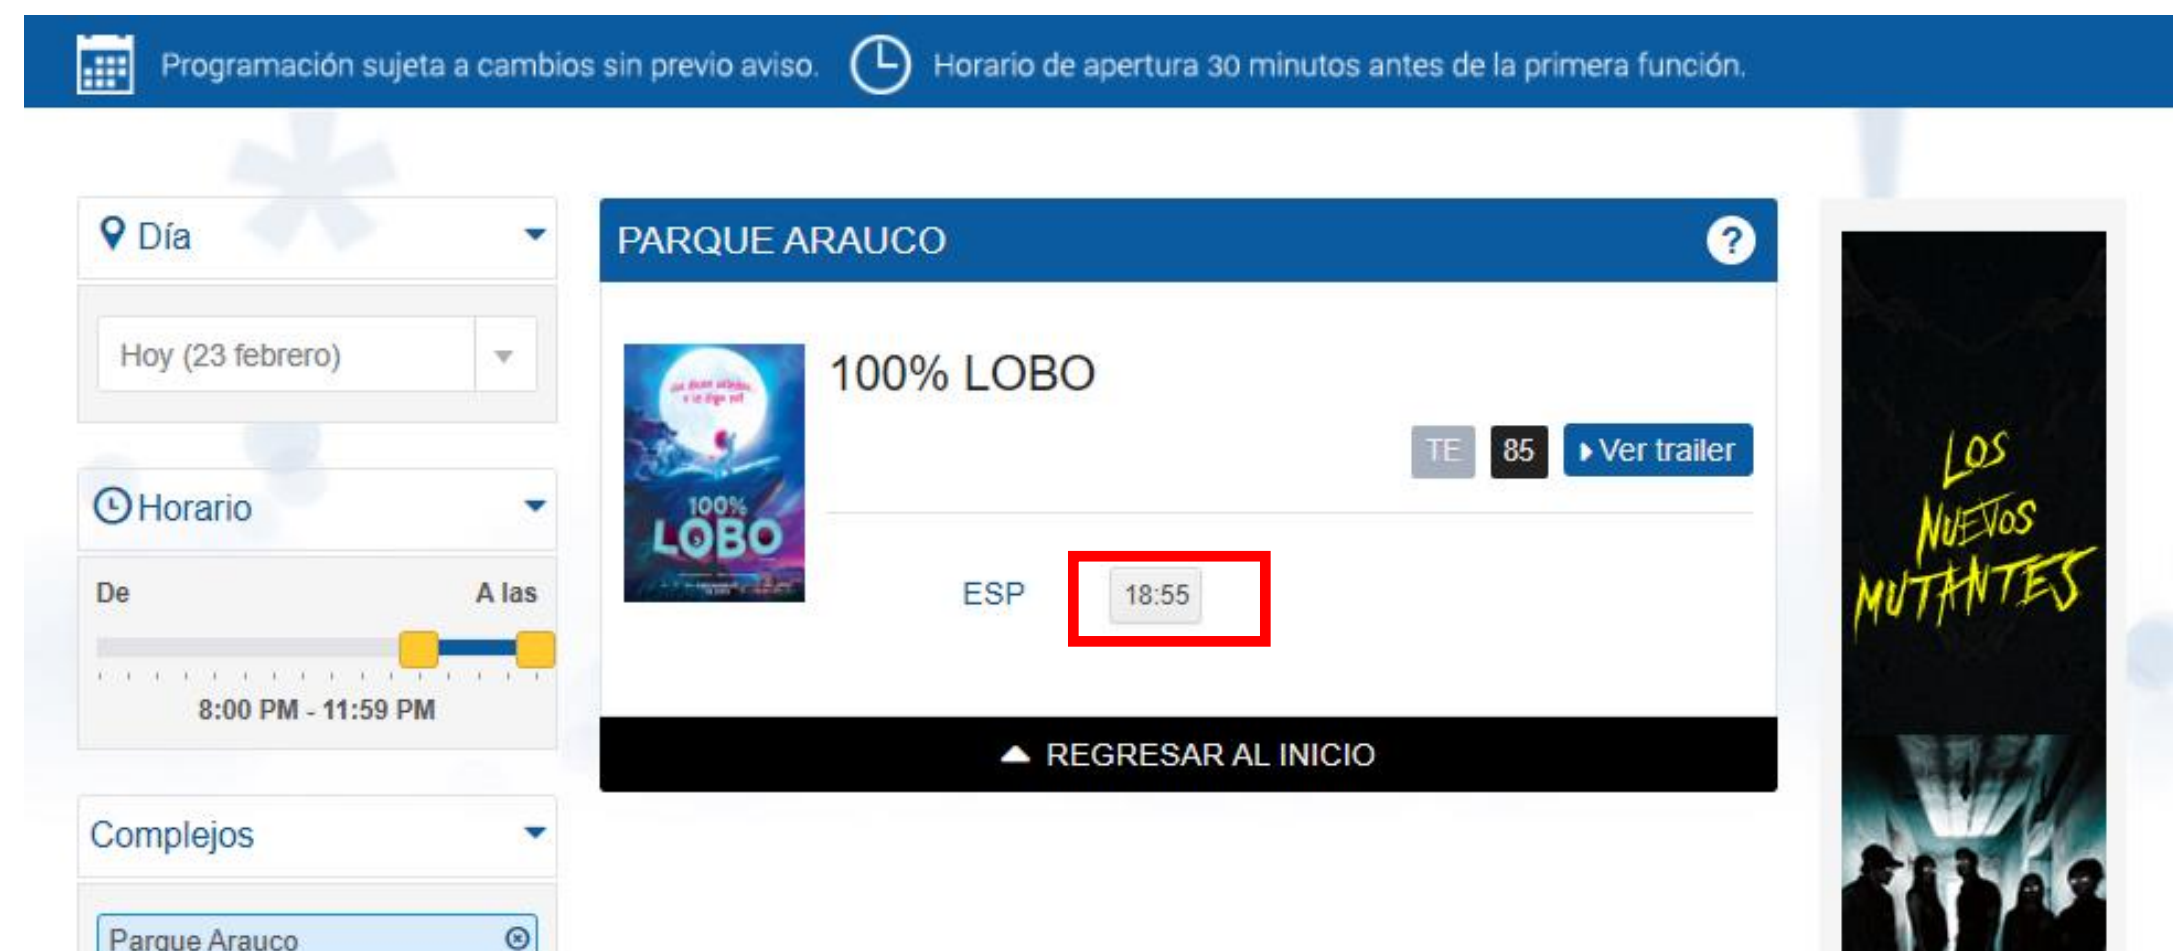 Programación sujeta a cambios sin previo aviso.
Horario de apertura 30 minutos antes de la primera función.
Día
Hoy (23 febrero)
Horario
De
A las
8:00 PM - 11:59 PM
Complejos
Parque Arauco
PARQUE ARAUCO
?
100%
LOBO
100% LOBO
TE
85
Ver trailer
ESP
18:55
REGRESAR AL INICIO
LOS
NUEVOS
MUTANTES